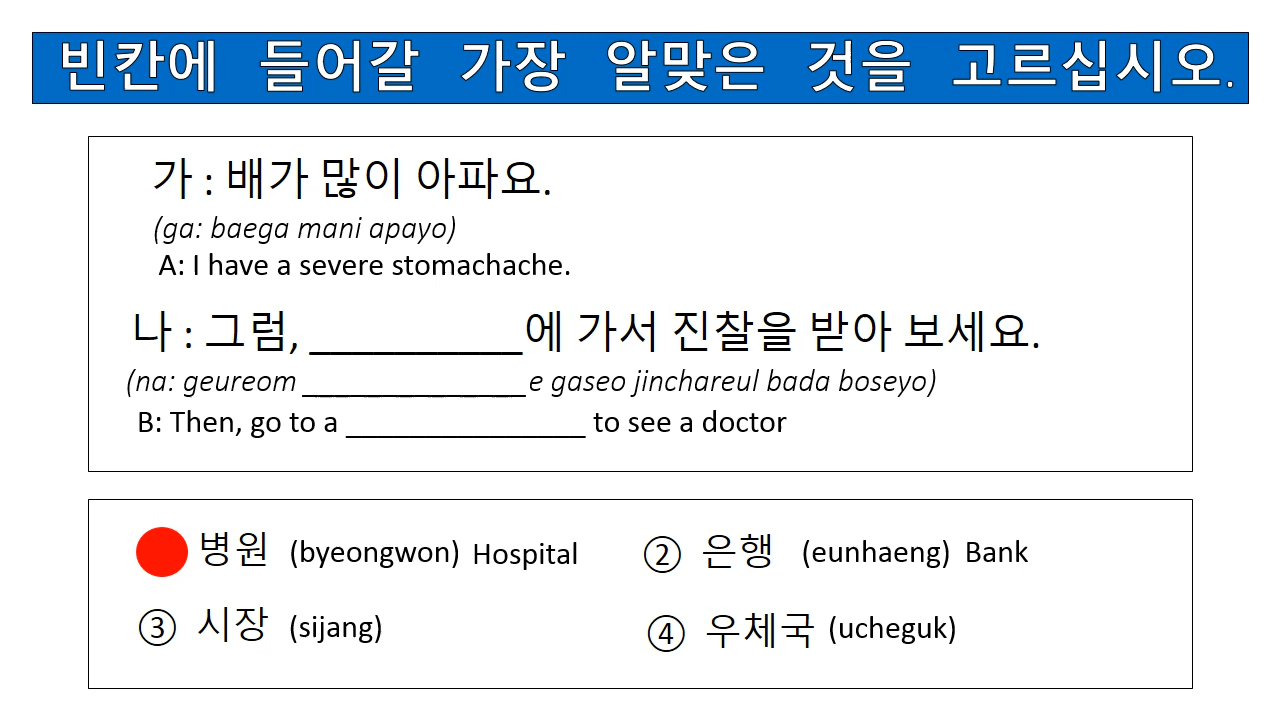 빈칸에 들어갈 가장 알맞은 것을 고르십시오.
가 : 배가 많이 아파요.
(ga: baega mani apayo)
A: I have a severe stomachache.
나 : 그럼, __________에 가서 진찰을 받아 보세요.
(na: geureom ______________e gaseo jinchareul bada boseyo)
B: Then, go to a ________________ to see a doctor
병원 (byeongwon) Hospital ② 은행 (eunhaeng) Bank
③ 시장 (sijang) ④ 우체국 (ucheguk)